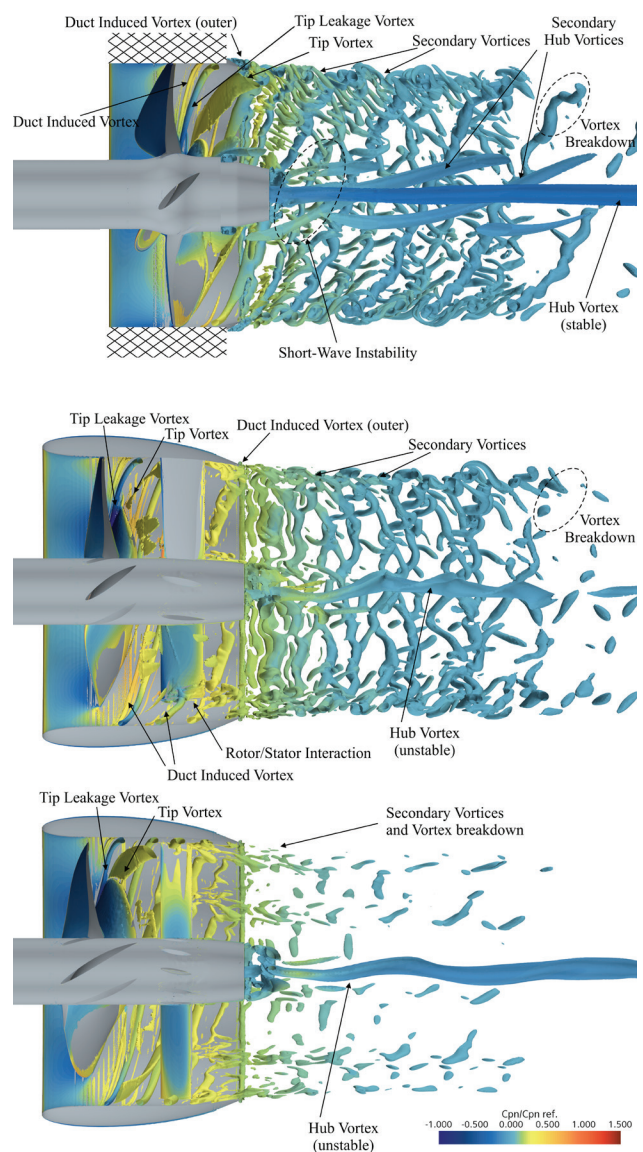 Duct Induced Vortex (outer)
Tip Leakage Vortex
Tip Vortex
Secondary Vortices
Secondary
Hub Vortices
Duct Induced Vortex
Vortex
Breakdown
Hub Vortex
(stable)
Short-Wave Instability
Tip Leakage Vortex
Tip Vortex
Duct Induced Vortex (outer)
Secondary Vortices
Vortex
Breakdown
Rotor/Stator Interaction
Duct Induced Vortex
Hub Vortex
(unstable)
Tip Leakage Vortex
Tip Vortex
Secondary Vortices
and Vortex breakdown
Hub Vortex
(unstable)
Cpn/Cpn ref.
-1.000 -0.500 0.000 0.500 1.000 1.500